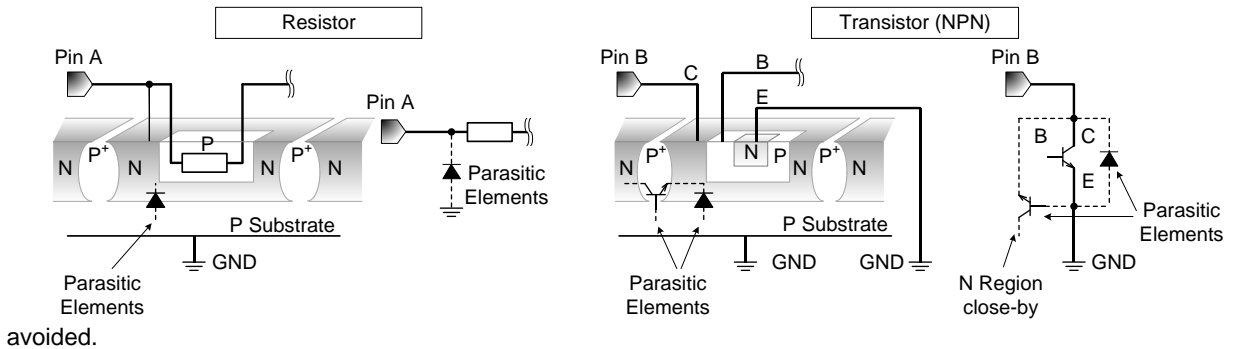 Resistor
Transistor (NPN)
Pin A
Pin B
C
B
E
Pin B
Pin A
N
P+
N
P
N
P+
N
Parasitic
Elements
P Substrate
GND
Parasitic
Elements
N
P+
N
P
N
P+
N
P Substrate
GND
GND
Parasitic
Elements
B
C
E
Parasitic
Elements
GND
N Region
close-by
avoided.